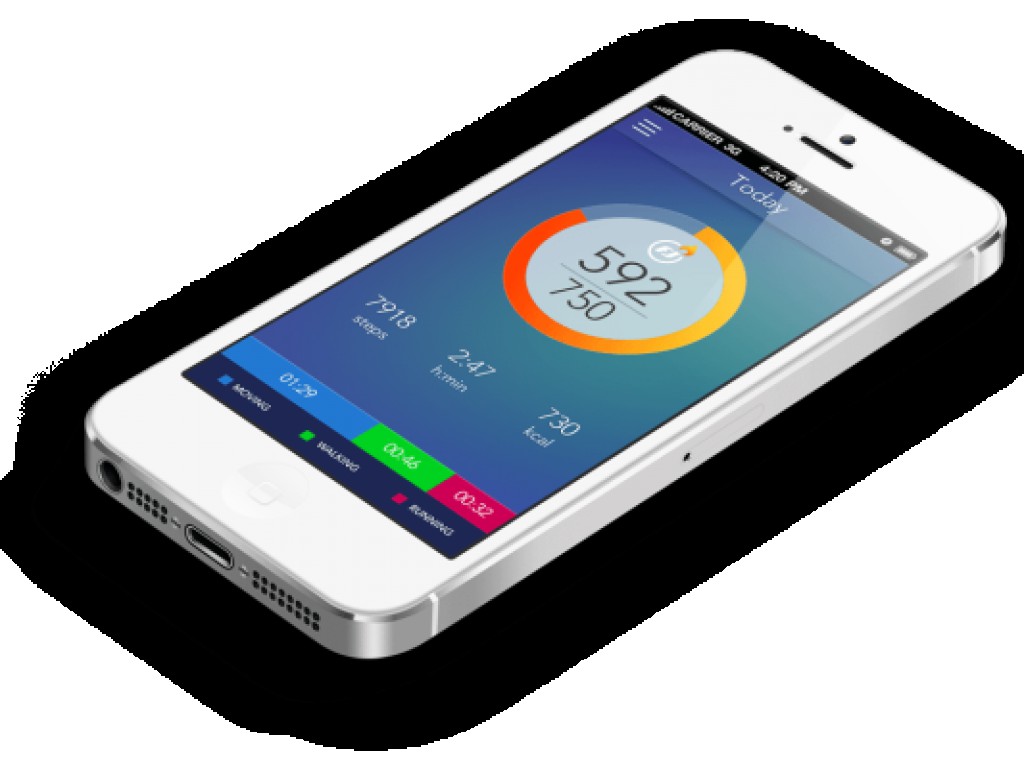 CARRIER 3G 4:20 PM
Today
592
750
7918
steps
2:47
h:min
730
kcal
01:29
00:46
00:32
MOVING
WALKING
RUNNING